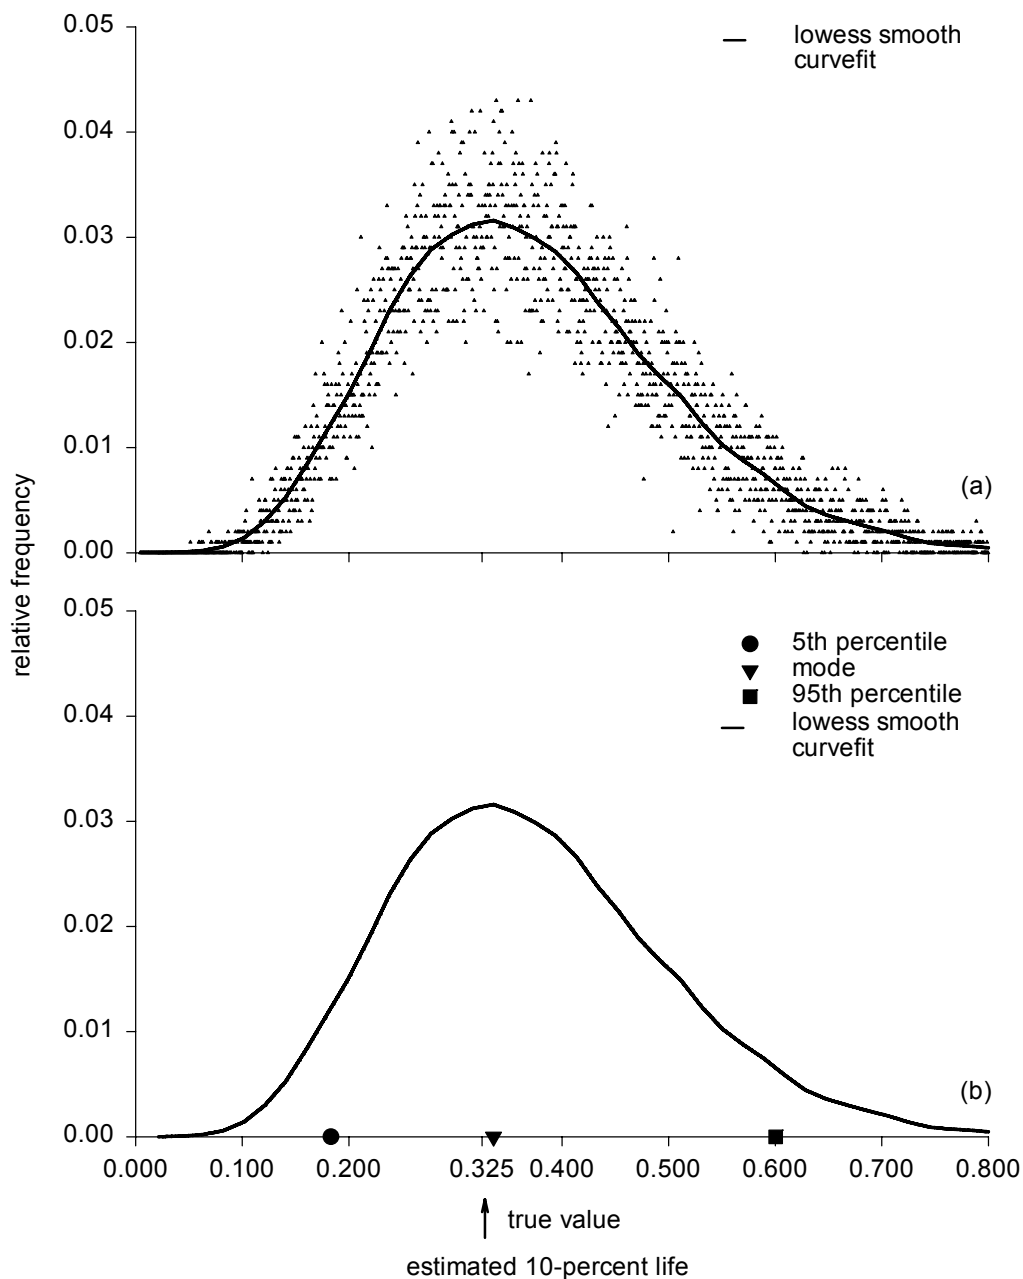 0.05
lowess smooth
curvefit
0.04
0.03
0.02
0.01
(a)
0.00
relative frequency
0.05
5th percentile
mode
95th percentile
lowess smooth
curvefit
0.04
0.03
0.02
0.01
(b)
0.00
0.000 0.100 0.200 0.325 0.400 0.500 0.600 0.700 0.800
true value
estimated 10-percent life